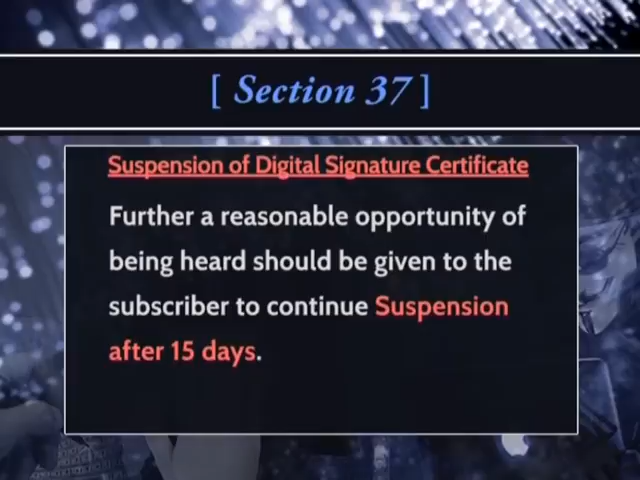 [ Section 37 ]
Suspension of Digital Signature Certificate
Further a reasonable opportunity of
being heard should be given to the
subscriber to continue Suspension
after 15 days.